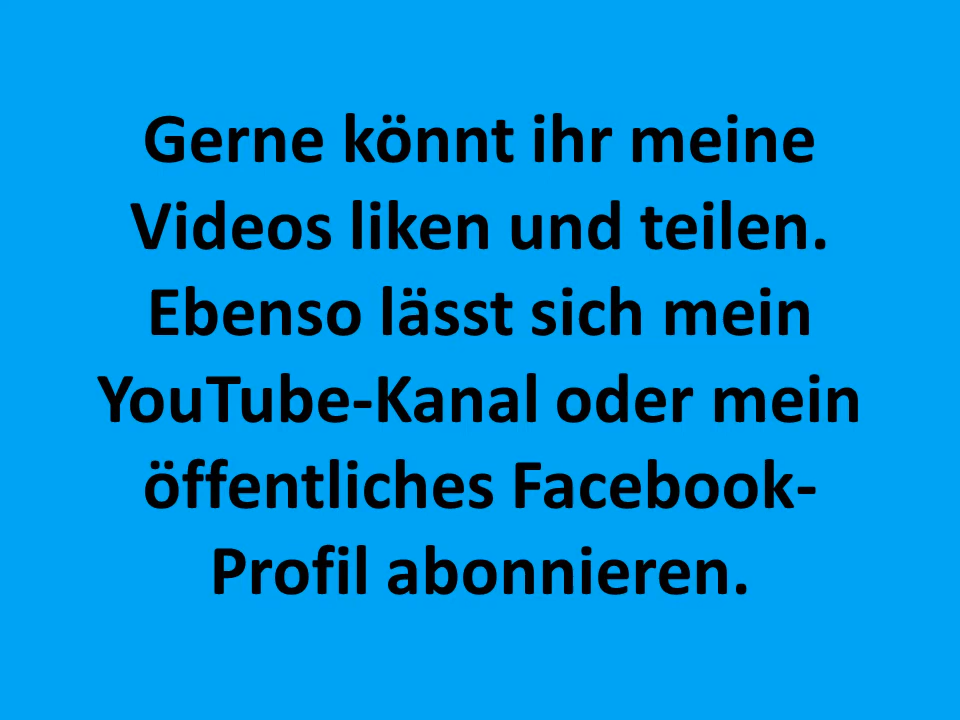 Gerne könnt ihr meine
Videos liken und teilen.
Ebenso lässt sich mein
YouTube-Kanal oder mein
öffentliches Facebook-
Profil abonnieren.